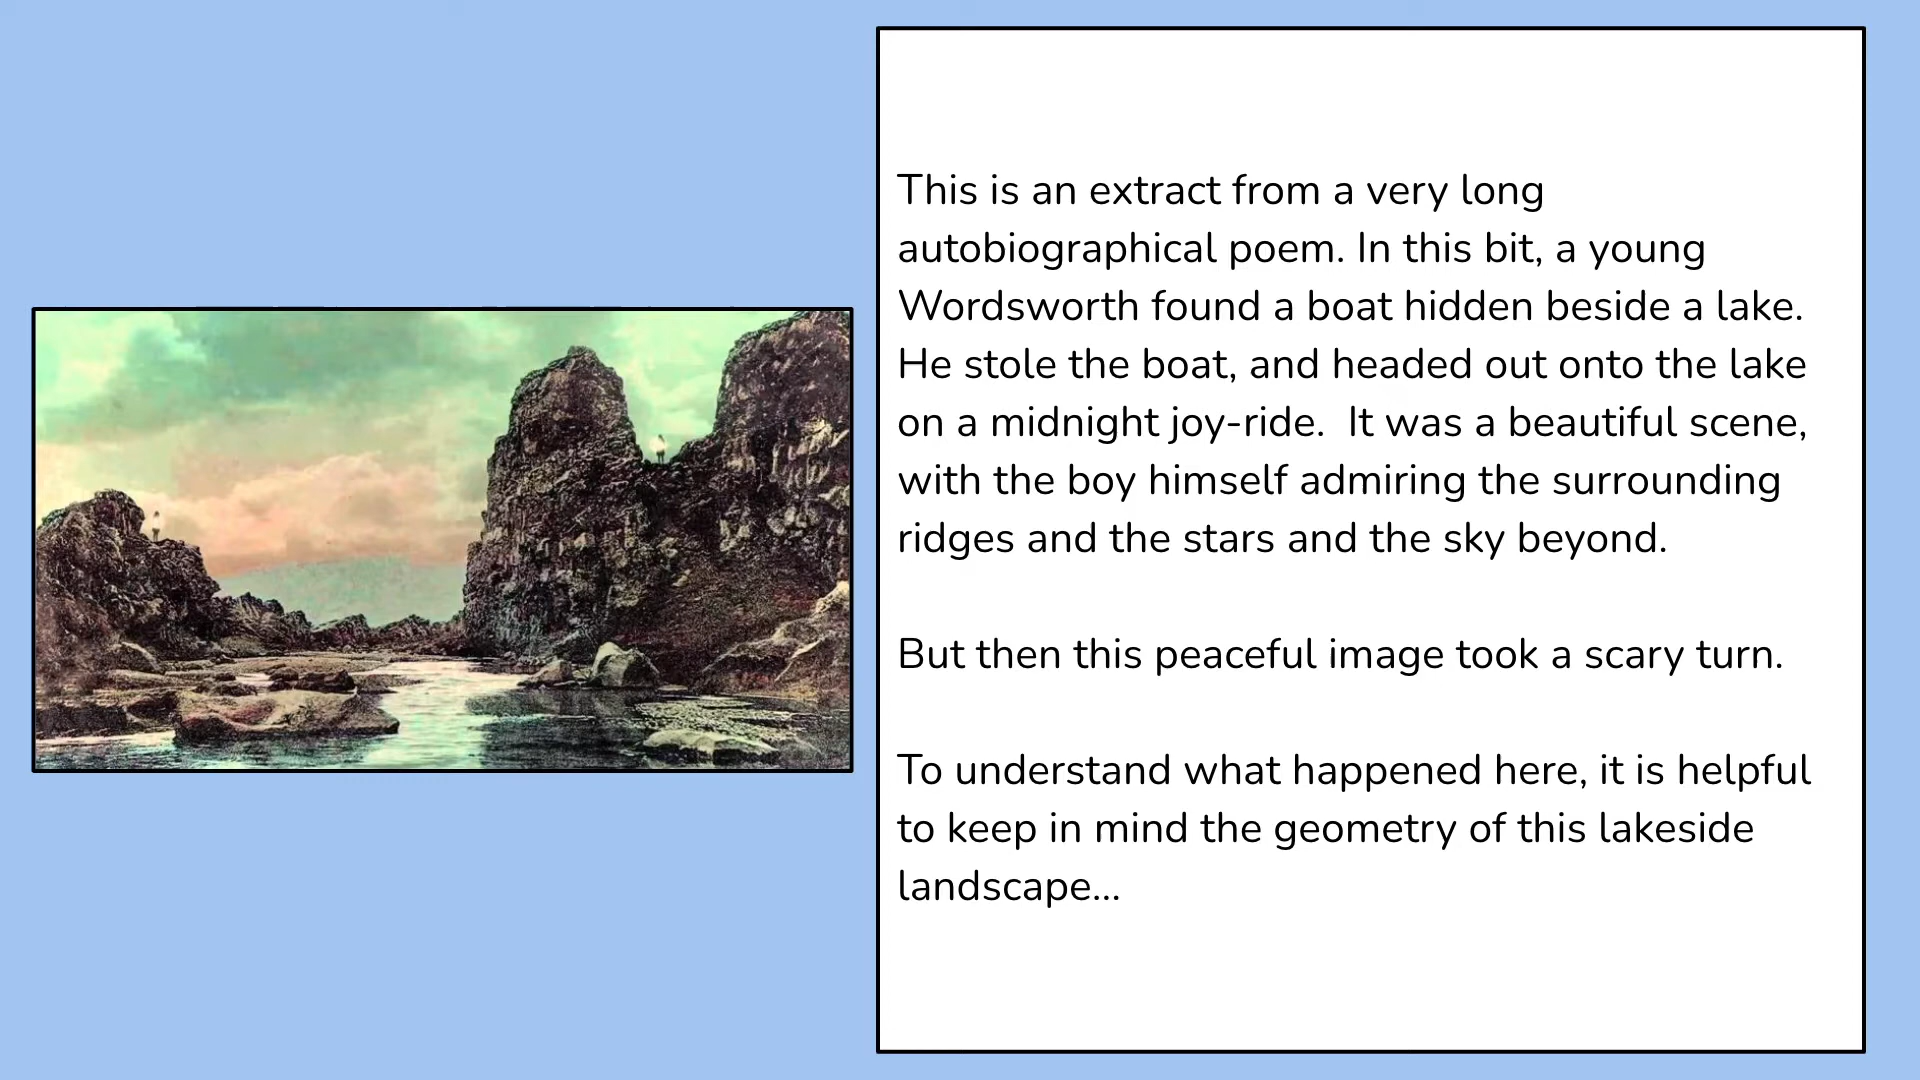 This is an extract from a very long
autobiographical poem. In this bit, a young
Wordsworth found a boat hidden beside a lake.
He stole the boat, and headed out onto the lake
on a midnight joy-ride.  It was a beautiful scene,
with the boy himself admiring the surrounding
ridges and the stars and the sky beyond.
But then this peaceful image took a scary turn.
To understand what happened here, it is helpful
to keep in mind the geometry of this lakeside
landscape...